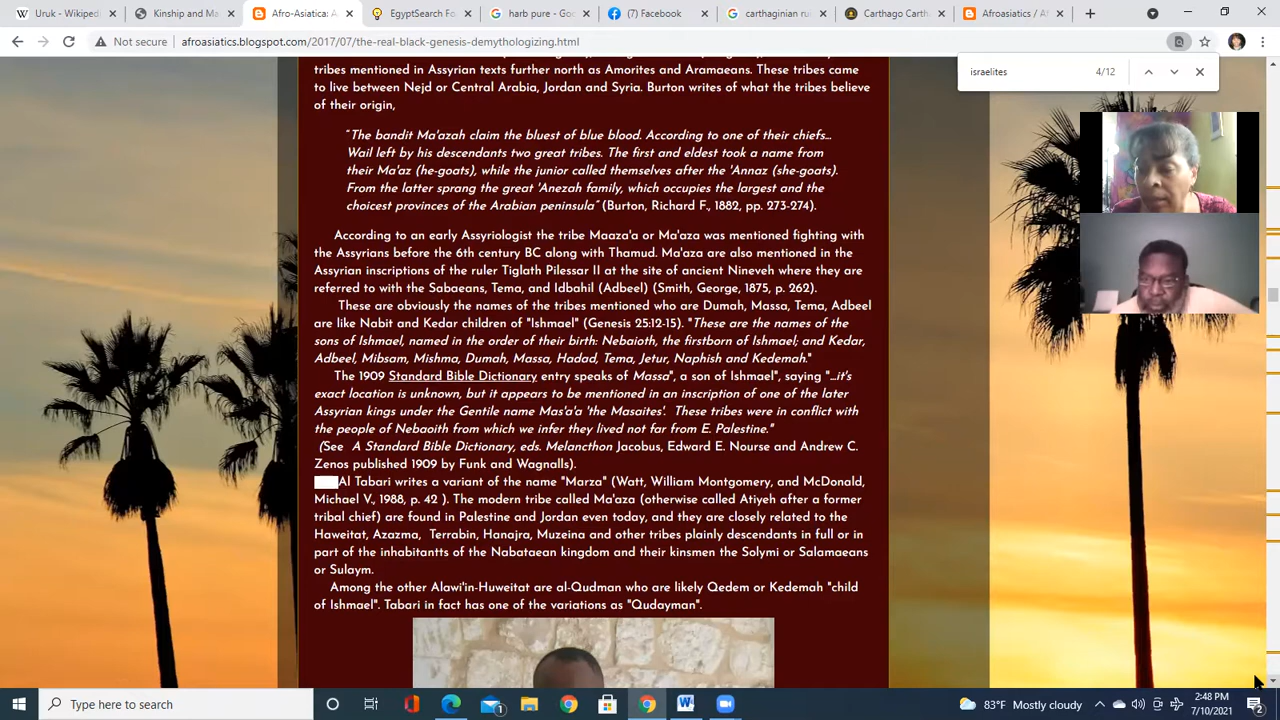 Uruk - Wikiped
Kinship and Ma
Afro-Asiatica: A
EgyptSearch Fo
harb pure - Goo
(7) Facebook
carthaginian rui
Carthago Carth
Afroasiatics / Af
Not secure
afroasiatics.blogspot.com/2017/07/the-real-black-genesis-demythologizing.html
israelites
4/12
tribes mentioned in Assyrian texts further north as Amorites and Aramaeans. These tribes came
to live between Nejd or Central Arabia, Jordan and Syria. Burton writes of what the tribes believe
of their origin,
"The bandit Ma'azah claim the bluest of blue blood. According to one of their chiefs...
Wail left by his descendants two great tribes. The first and eldest took a name from
their Ma'az (he-goats), while the junior called themselves after the 'Annaz (she-goats).
From the latter sprang the great 'Anezah family, which occupies the largest and the
choicest provinces of the Arabian peninsula" (Burton, Richard F., 1882, pp. 273-274).
According to an early Assyriologist the tribe Maaza'a or Ma'aza was mentioned fighting with
the Assyrians before the 6th century BC along with Thamud. Ma'aza are also mentioned in the
Assyrian inscriptions of the ruler Tiglath Pilessar II at the site of ancient Nineveh where they are
referred to with the Sabaeans, Tema, and Idbahil (Adbeel) (Smith, George, 1875, p. 262).
These are obviously the names of the tribes mentioned who are Dumah, Massa, Tema, Adbeel
are like Nabit and Kedar children of "Ishmael" (Genesis 25:12-15). "These are the names of the
sons of Ishmael, named in the order of their birth: Nebaioth, the firstborn of Ishmael; and Kedar,
Adbeel, Mibsam, Mishma, Dumah, Massa, Hadad, Tema, Jetur, Naphish and Kedemah."
The 1909 Standard Bible Dictionary entry speaks of Massa", a son of Ishmael", saying "...it's
exact location is unknown, but it appears to be mentioned in an inscription of one of the later
Assyrian kings under the Gentile name Mas'a'a 'the Masaites'. These tribes were in conflict with
the people of Nebaoith from which we infer they lived not far from E. Palestine."
(See A Standard Bible Dictionary, eds. Melancthon Jacobus, Edward E. Nourse and Andrew C.
Zenos published 1909 by Funk and Wagnalls).
Al Tabari writes a variant of the name "Marza" (Watt, William Montgomery, and McDonald,
Michael V., 1988, p. 42 ). The modern tribe called Ma'aza (otherwise called Atiyeh after a former
tribal chief) are found in Palestine and Jordan even today, and they are closely related to the
Haweitat, Azazma, Terrabin, Hanajra, Muzeina and other tribes plainly descendants in full or in
part of the inhabitantts of the Nabataean kingdom and their kinsmen the Solymi or Salamaeans
or Sulaym.
Among the other Alawi'in-Huweitat are al-Qudman who are likely Qedem or Kedemah "child
of Ishmael". Tabari in fact has one of the variations as "Qudayman".
Type here to search
83°F Mostly cloudy
2:48 PM
7/10/2021